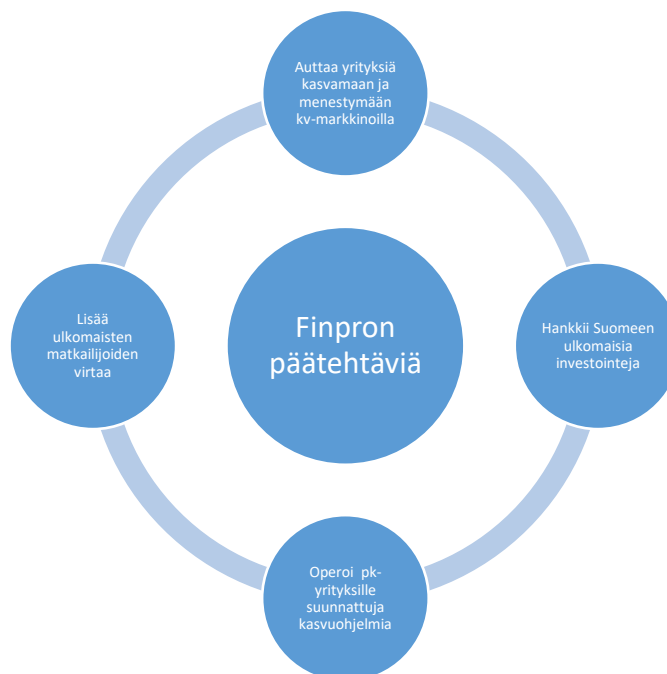 Auttaa yrityksiä
kasvamaan ja
menestymään
kv-markkinoilla
Lisää
ulkomaisten
matkailijoiden
virtaa
Finpron
päätehtäviä
Hankkii Suomeen
ulkomaisia
investointeja
Operoi pk-
yrityksille
suunnattuja
kasvuohjelmia